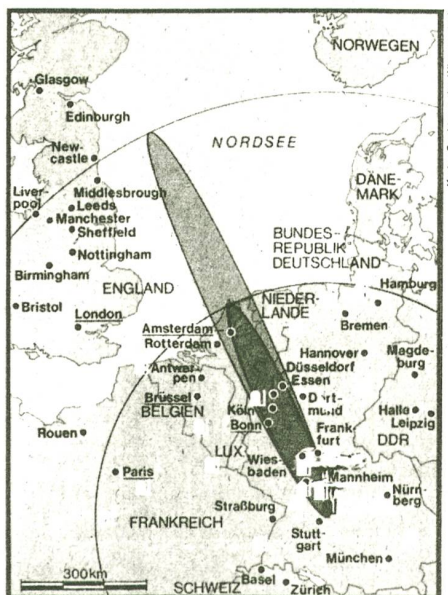 NORWEGEN
Glasgow
Edinburgh
NORDSEE
New-
castle
DÄNE-
MARK
Liver-
pool
Middlesbrough
Leeds
Manchester
Sheffield
Nottingham
BUNDES-
REPUBLIK
DEUTSCHLAND
Birmingham
ENGLAND
Hamburg
NIEDER-
LANDE
Bristol
London
Bremen
Amsterdam
Rotterdam
Hannover
Magde-
burg
Antwer-
pen
Düsseldorf
Essen
Dort-
mund
Brüssel
BELGIEN
Köln
Bonn
Halle
Leipzig
DDR
Rouen
LUX
Frank-
furt
Wies-
baden
Paris
Mannheim
Nürn-
berg
Straßburg
FRANKREICH
Stutt-
gart
München
300km
Basel
SCHWEIZ
Zürich